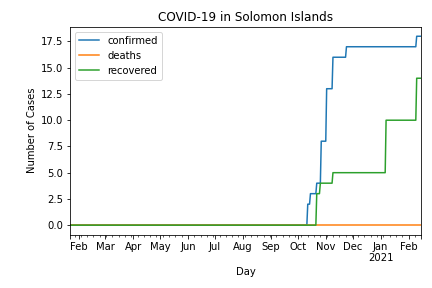 COVID-19 in Solomon Islands
confirmed
deaths
recovered
Number of Cases
17.5
15.0
12.5
10.0
7.5
5.0
2.5
0.0
Feb Mar Apr May Jun Jul Aug Sep Oct Nov Dec Jan Feb
2021
Day